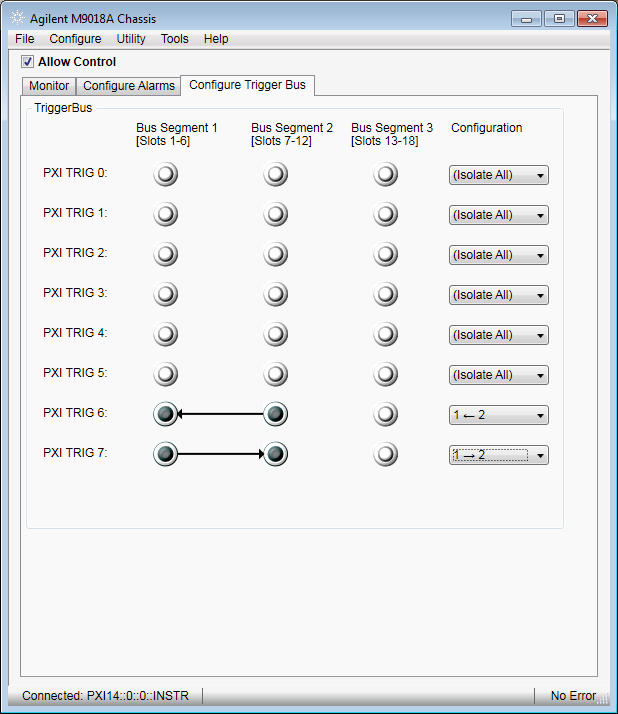 Agilent M9018A Chassis
File Configure Utility Tools Help
Allow Control
Monitor Configure Alarms Configure Trigger Bus
TriggerBus
Bus Segment 1 Bus Segment 2 Bus Segment 3 Configuration
[Slots 1-6] [Slots 7-12] [Slots 13-18]
PXI TRIG 0: (Isolate All)
PXI TRIG 1: (Isolate All)
PXI TRIG 2: (Isolate All)
PXI TRIG 3: (Isolate All)
PXI TRIG 4: (Isolate All)
PXI TRIG 5: (Isolate All)
PXI TRIG 6: 1 ← 2
PXI TRIG 7: 1 → 2
Connected: PXI14::0::0::INSTR No Error